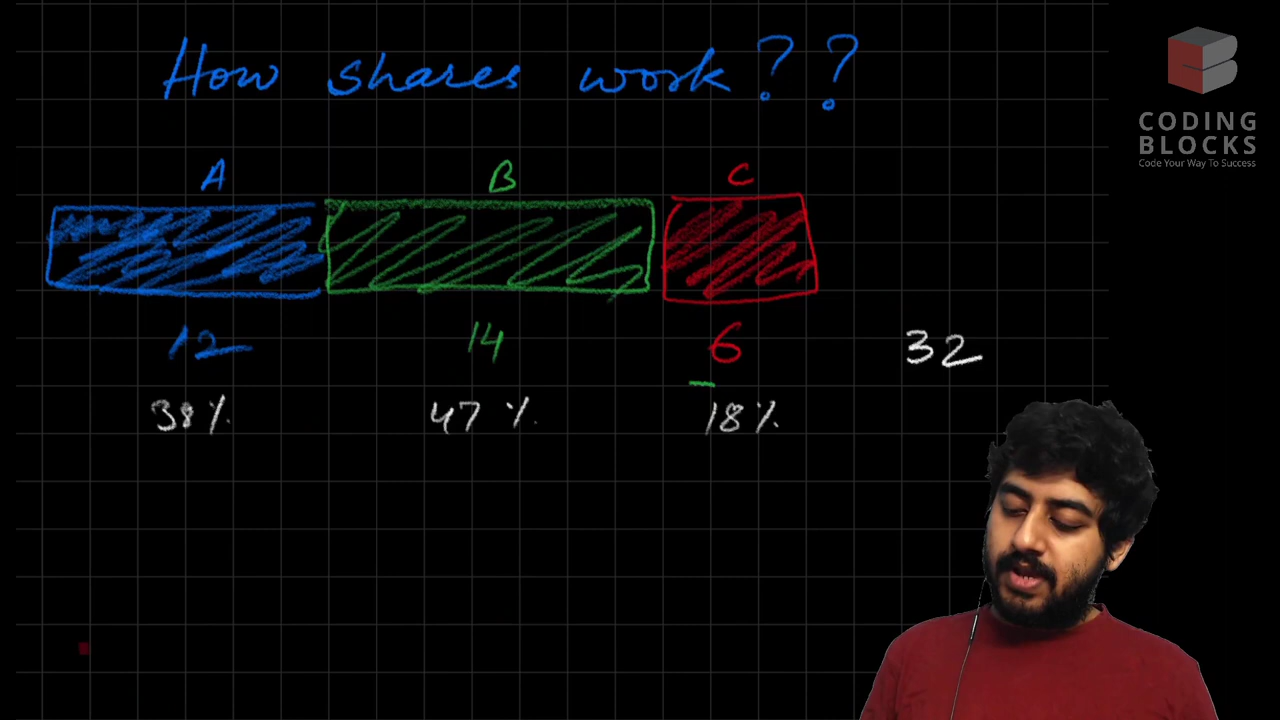 How shares work??
CODING
BLOCKS
Code Your Way To Success
A B C
12 14 6 32
38% 47% 18%